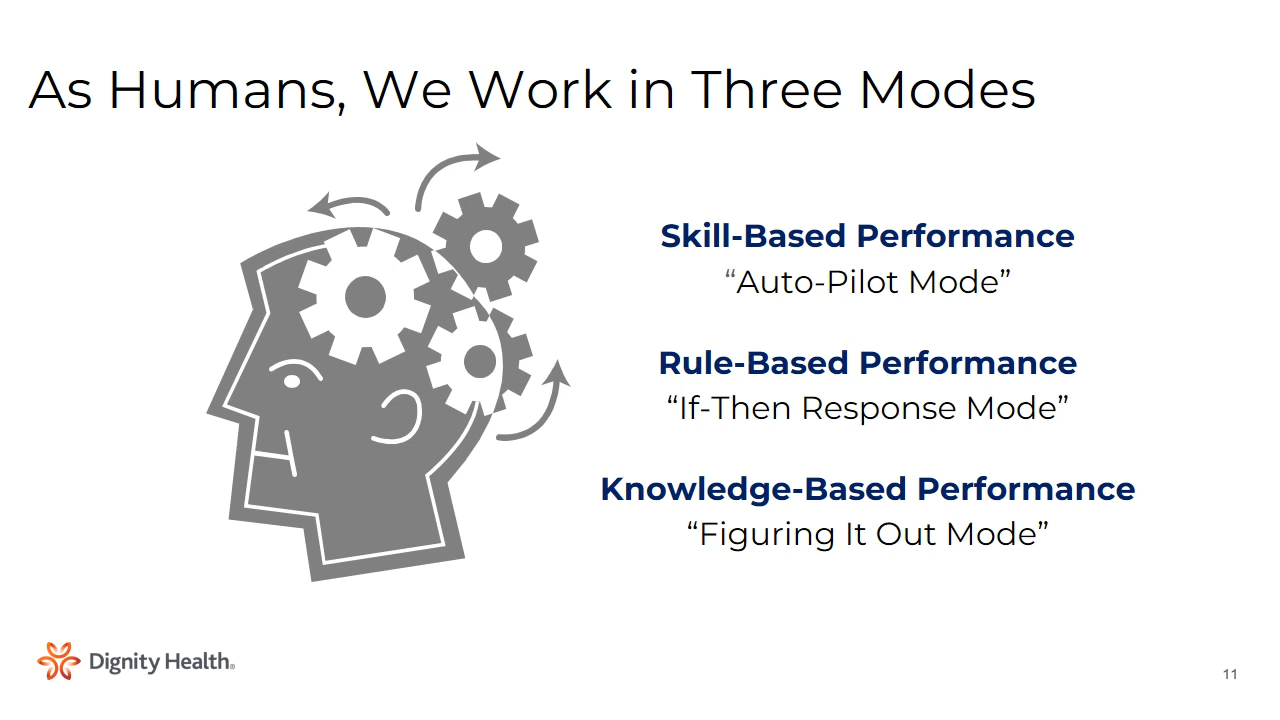 As Humans, We Work in Three Modes
Skill-Based Performance
“Auto-Pilot Mode”
Rule-Based Performance
“If-Then Response Mode”
Knowledge-Based Performance
“Figuring It Out Mode”
Dignity Health®
11